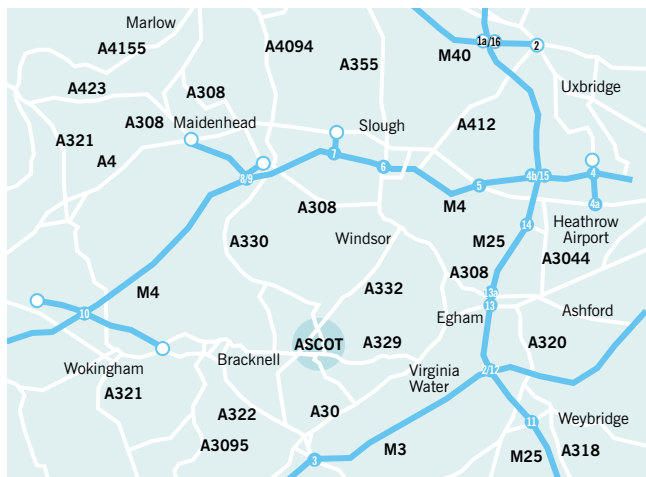 Marlow
A4155
A4094
A355
M40
1a/16
2
Uxbridge
A423
A308
A308
Maidenhead
Slough
A412
A321
A4
7
6
8/9
5
4b/15
4
4a
M4
A308
A330
Windsor
M25
14
Heathrow
Airport
A3044
A308
M4
A332
13a
13
Egham
Ashford
10
ASCOT
A329
A320
Wokingham
Bracknell
Virginia
Water
2/12
A321
A322
A30
11
Weybridge
A3095
3
M3
M25
A318